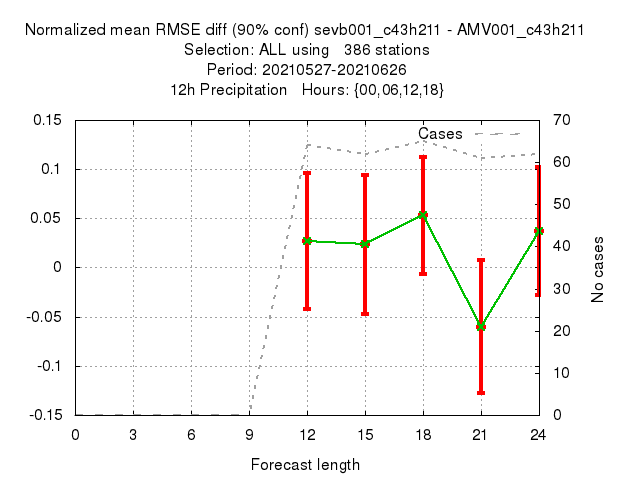 Normalized mean RMSE diff (90% conf) sevb001_c43h211 - AMV001_c43h211
Selection: ALL using   386 stations
Period: 20210527-20210626
12h Precipitation   Hours: {00,06,12,18}
Cases
0.15
0.1
0.05
0
-0.05
-0.1
-0.15
70
60
50
40
30
20
10
0
No cases
0 3 6 9 12 15 18 21 24
Forecast length